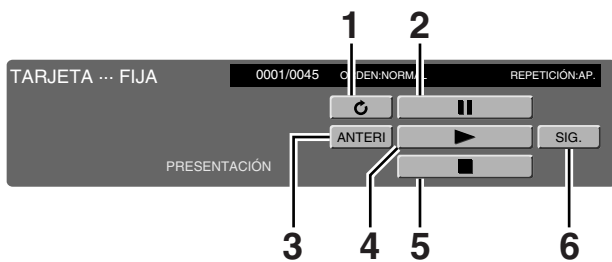 1 2
TARJETA ··· FIJA 0001/0045 ORDEN:NORMAL REPETICIÓN:AP.
ANTERI SIG.
PRESENTACIÓN
3 4 5 6